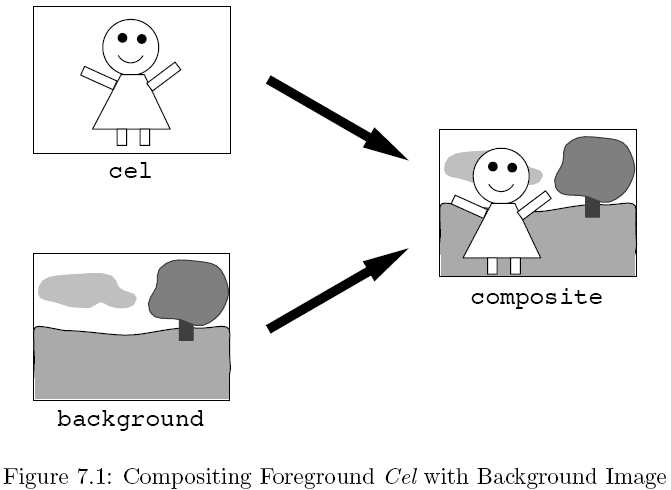 cel
background
composite
Figure 7.1: Compositing Foreground Cel with Background Image